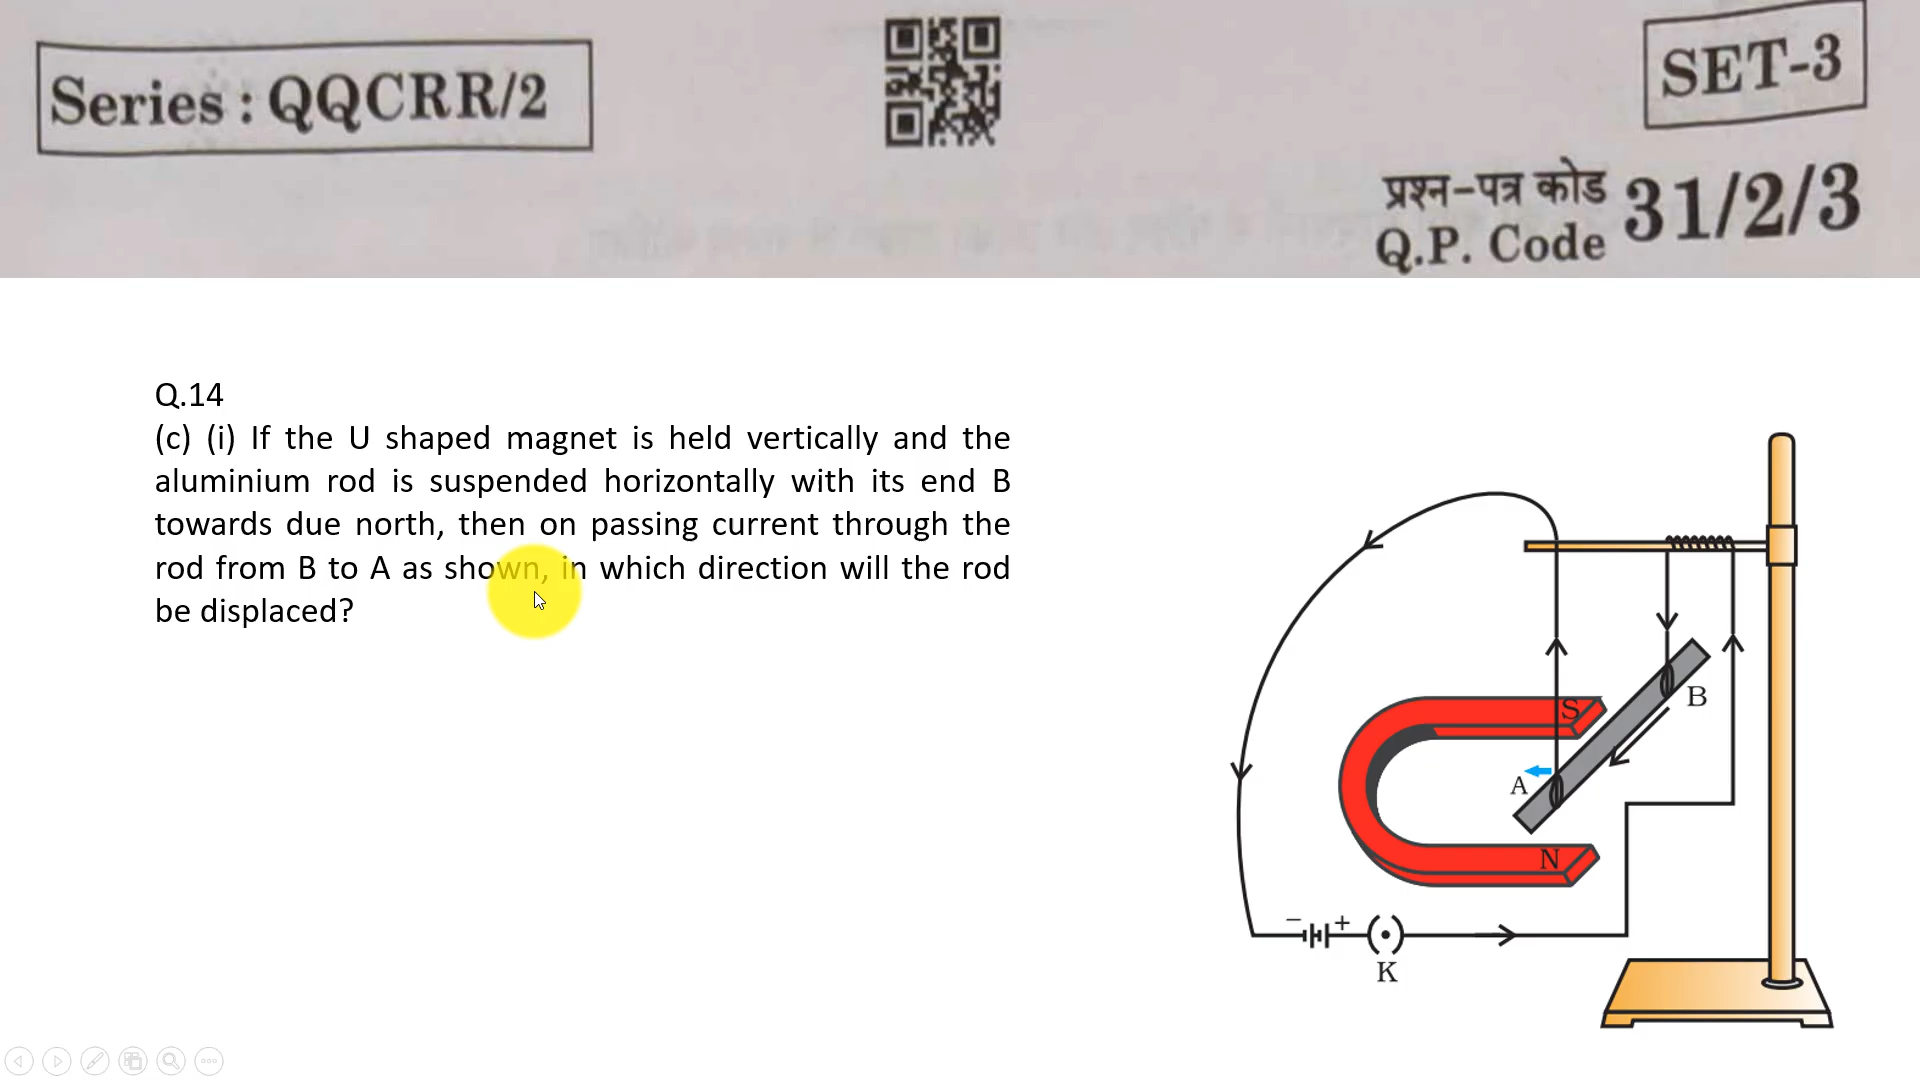 Series : QQCRR/2
SET-3
प्रश्न-पत्र कोड
Q.P. Code 31/2/3
Q.14
(c) (i) If the U shaped magnet is held vertically and the
aluminium rod is suspended horizontally with its end B
towards due north, then on passing current through the
rod from B to A as shown, in which direction will the rod
be displaced?
S
B
A
N
− +
K